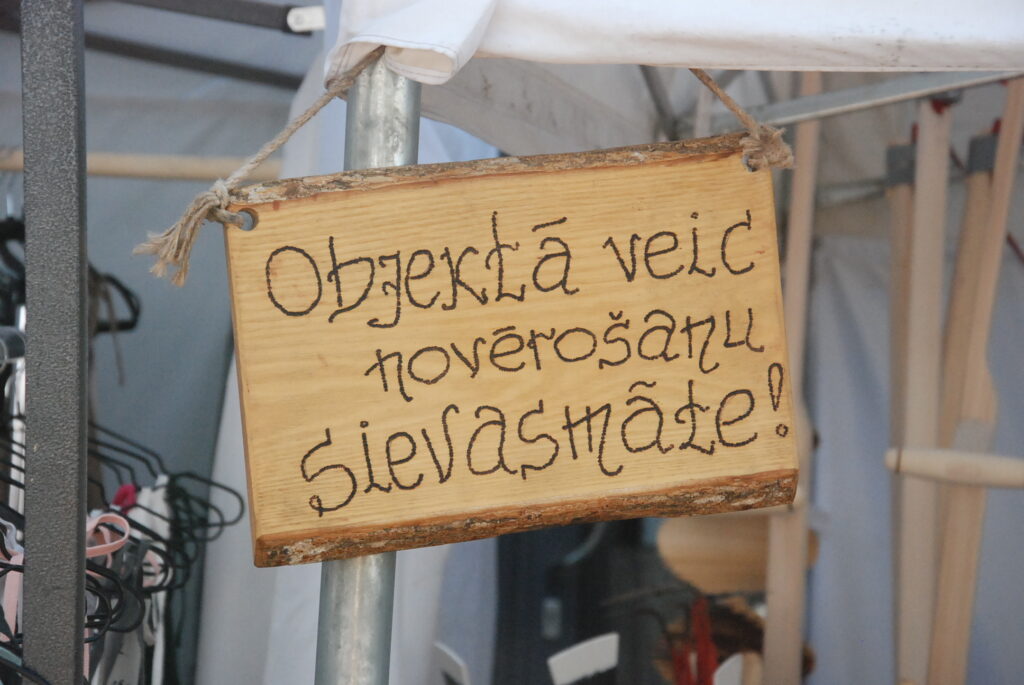 Objektā veic
novērošanu
sievasmāte!